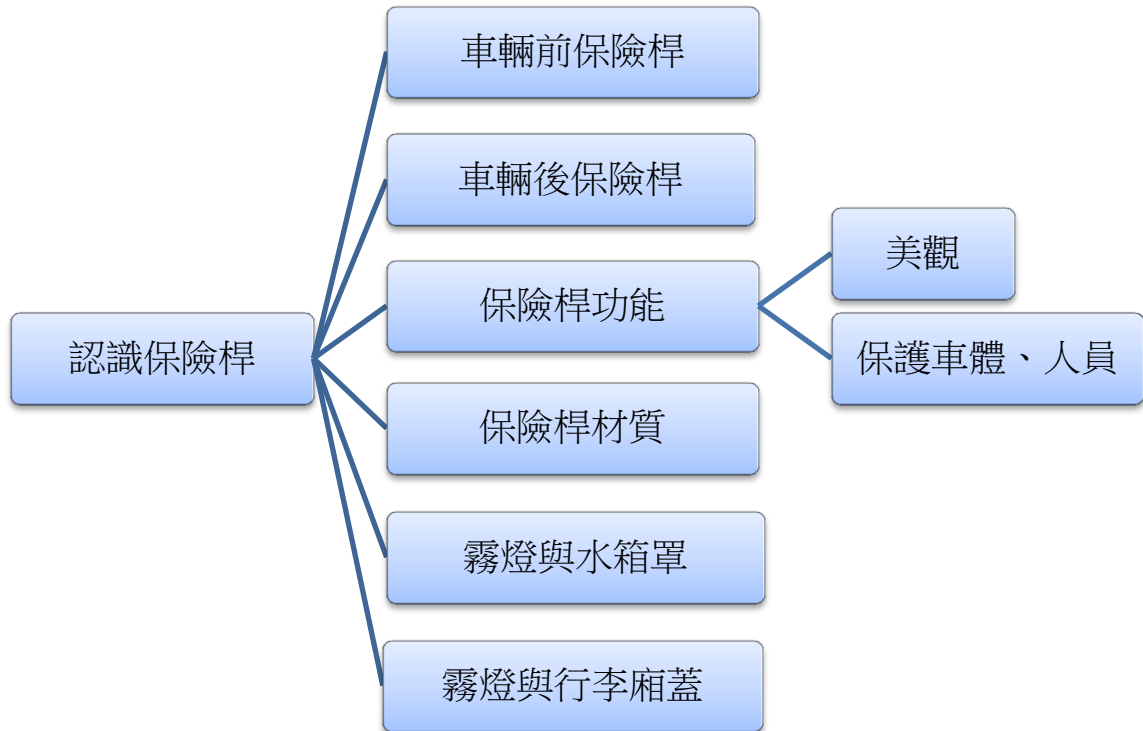 認識保險桿
車輛前保險桿
車輛後保險桿
保險桿功能
美觀
保護車體、人員
保險桿材質
霧燈與水箱罩
霧燈與行李廂蓋